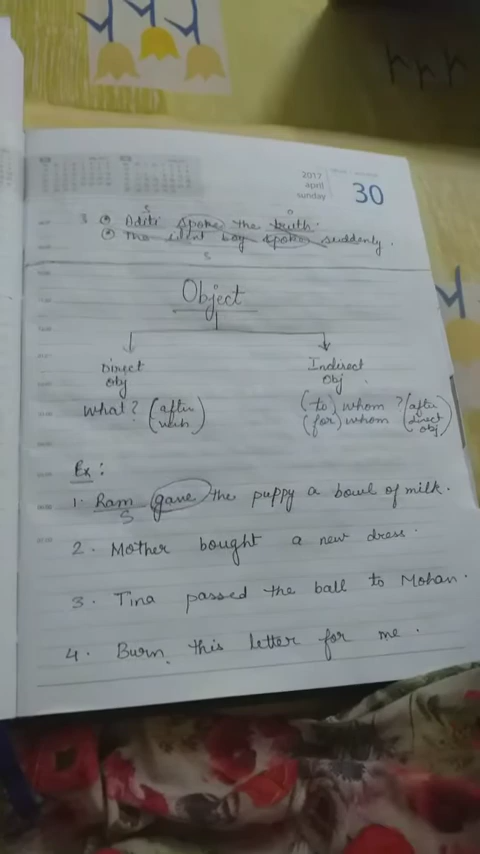 2017
april
sunday
30
S O
3 Aditi spoke the truth.
The silent boy spoke suddenly.
S
Object
Direct Indirect
obj Obj
What? (after verb) (to) whom ? (after
(for) whom direct
obj)
Ex :
1. Ram gave the puppy a bowl of milk.
S
2. Mother bought a new dress.
3. Tina passed the ball to Mohan.
4. Burn this letter for me.